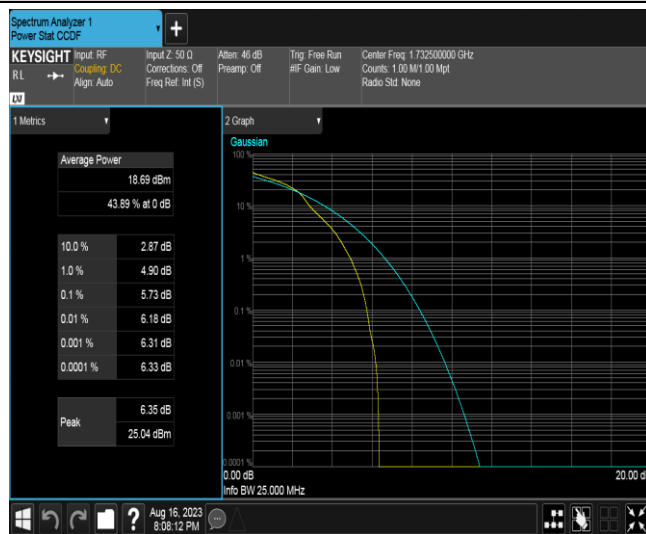 Spectrum Analyzer 1
Power Stat CCDF
+
KEYSIGHT
RL
LXI
Input: RF
Coupling: DC
Align: Auto
Input Z: 50 Ω
Corrections: Off
Freq Ref: Int (S)
Atten: 46 dB
Preamp: Off
Trig: Free Run
#IF Gain: Low
Center Freq: 1.732500000 GHz
Counts: 1.00 M/1.00 Mpt
Radio Std: None
1 Metrics
Average Power
18.69 dBm
43.89 % at 0 dB
10.0 % 2.87 dB
1.0 % 4.90 dB
0.1 % 5.73 dB
0.01 % 6.18 dB
0.001 % 6.31 dB
0.0001 % 6.33 dB
Peak
6.35 dB
25.04 dBm
2 Graph
Gaussian
100 %
10 %
1 %
0.1 %
0.01 %
0.001 %
0.0001 %
0.00 dB
20.00 d
Info BW 25.000 MHz
?
Aug 16, 2023
8:08:12 PM